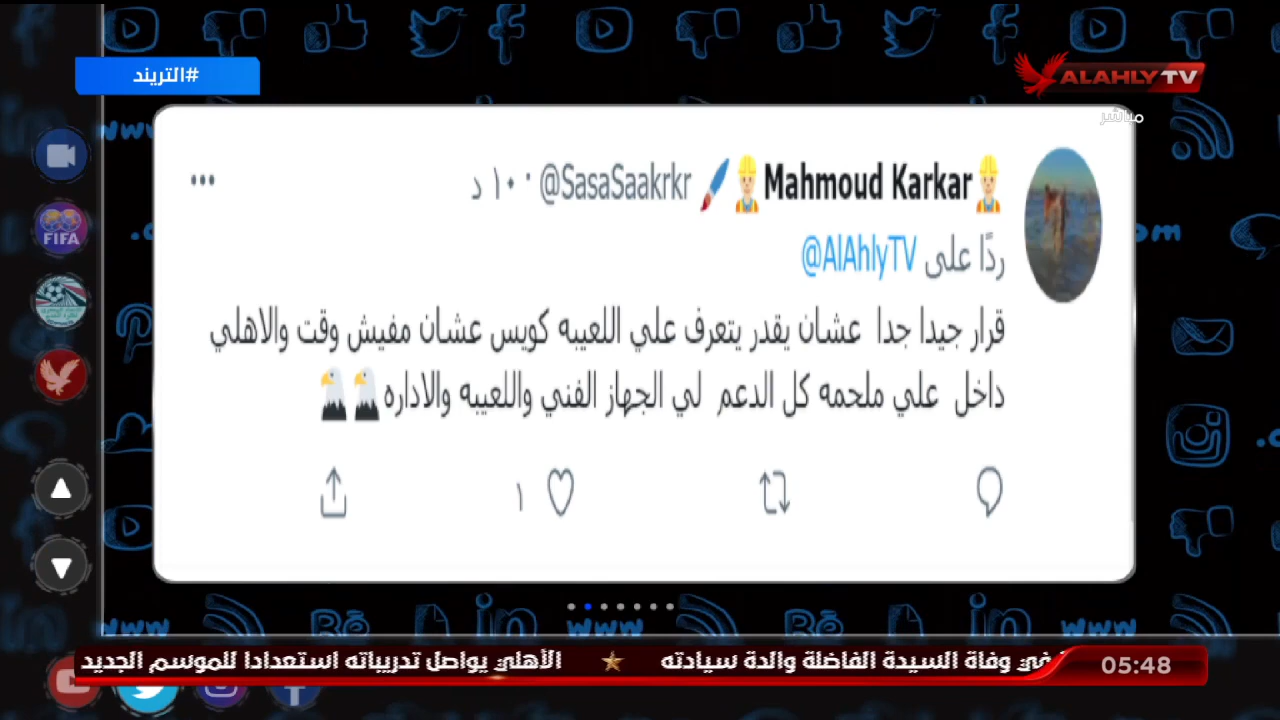 #التريند
ALAHLY TV
مباشر
Mahmoud Karkar @SasaSaakrkr · ١٠ د
ردًا على @AlAhlyTV
قرار جيدا جدا عشان يقدر يتعرف علي اللعيبه كويس عشان مفيش وقت والاهلي
داخل علي ملحمه كل الدعم لي الجهاز الفني واللعيبه والاداره
١
FIFA
في وفاة السيدة الفاضلة والدة سيادته ★ الأهلي يواصل تدريباته استعدادا للموسم الجديد
05:48